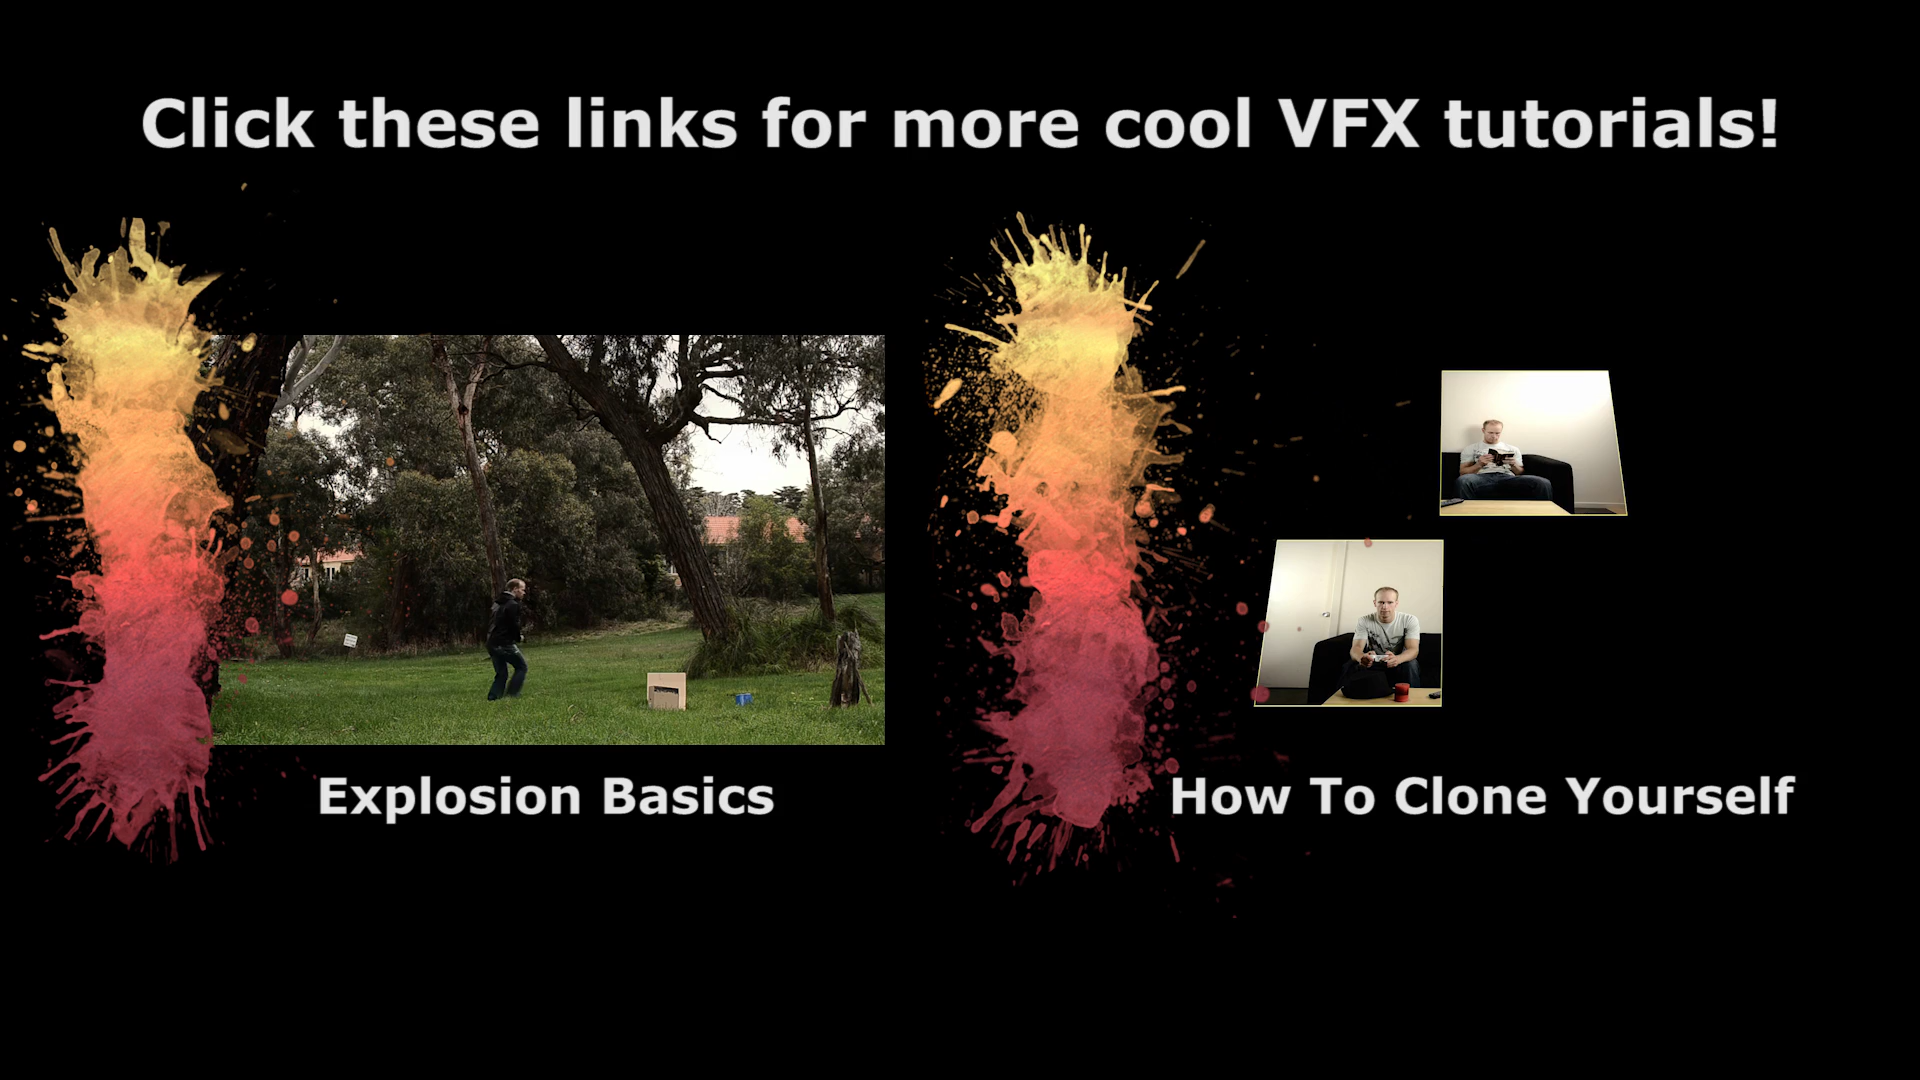 Click these links for more cool VFX tutorials!
Explosion Basics
How To Clone Yourself